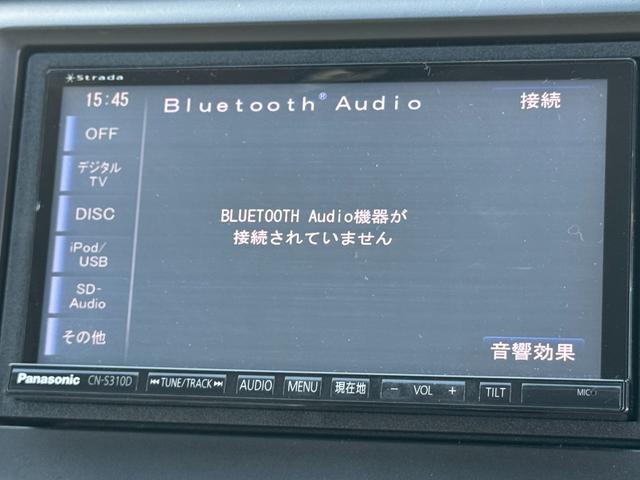 Strada
15:45
Bluetooth® Audio
接続
OFF
デジタル
TV
DISC
iPod/
USB
SD-
Audio
その他
BLUETOOTH Audio機器が
接続されていません
音響効果
Panasonic CN-S310D ⏮TUNE/TRACK⏭ AUDIO MENU 現在地 − VOL + TILT MIC